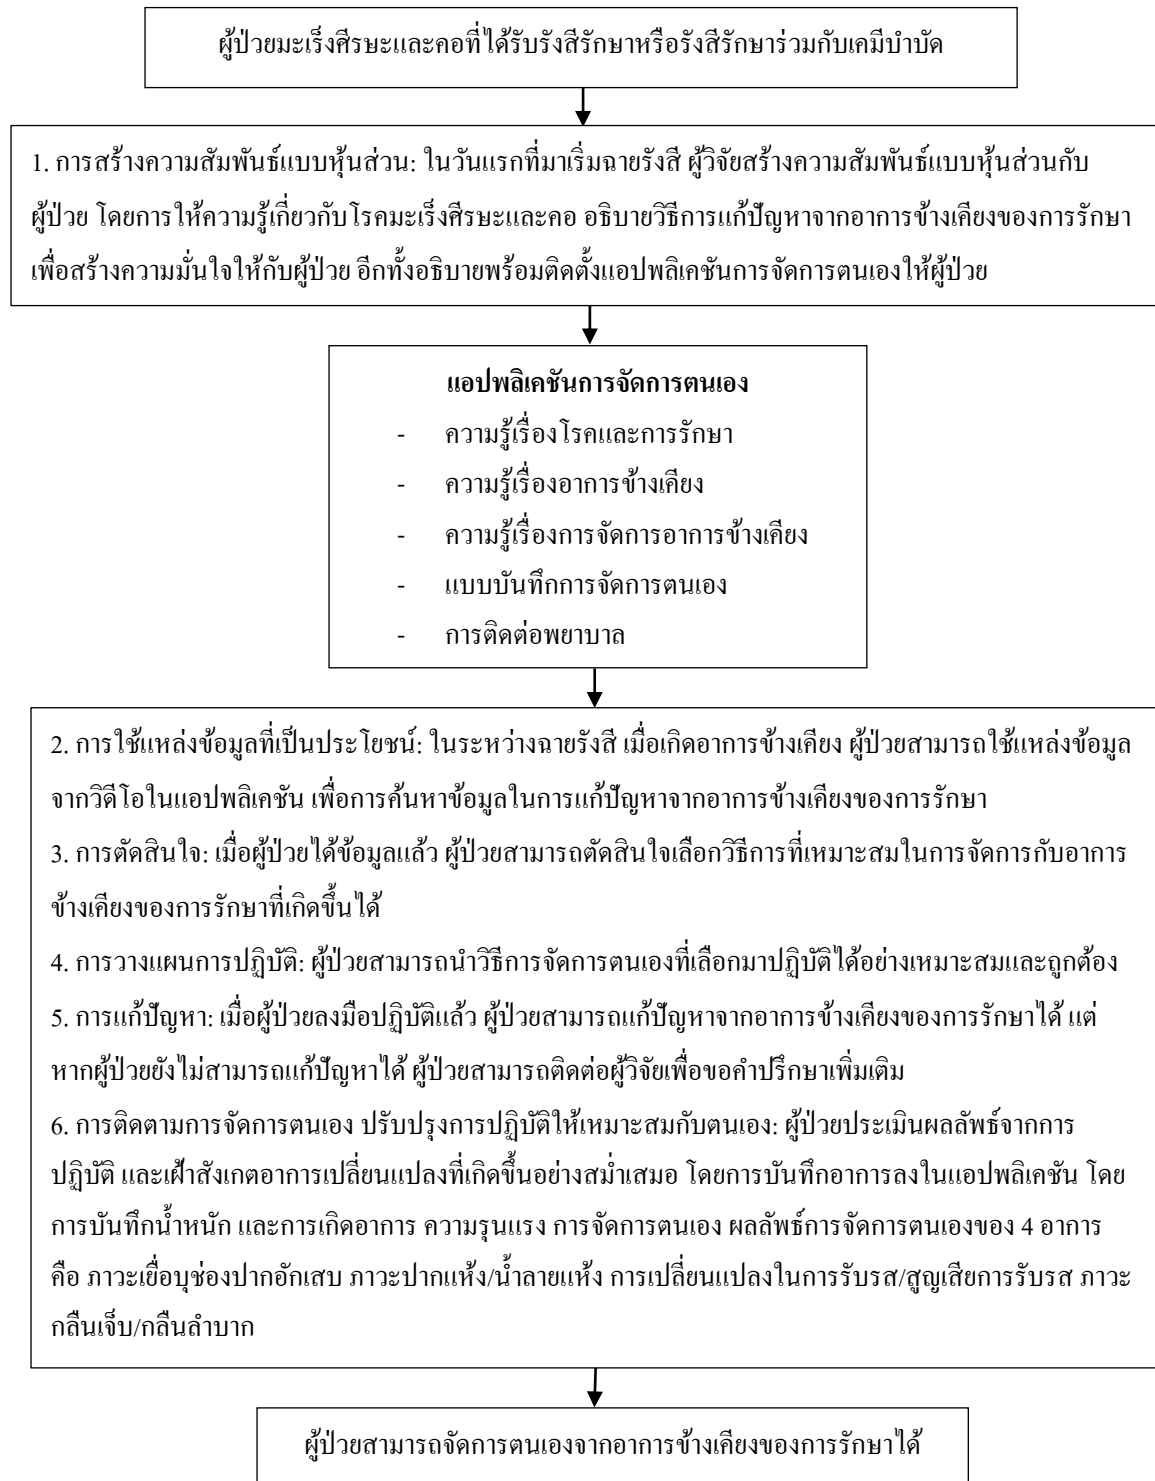 ผู้ป่วยมะเร็งศีรษะและคอที่ได้รับรังสีรักษาหรือรังสีรักษาร่วมกับเคมีบำบัด
1. การสร้างความสัมพันธ์แบบหุ้นส่วน: ในวันแรกที่มาเริ่มฉายรังสี ผู้วิจัยสร้างความสัมพันธ์แบบหุ้นส่วนกับ
ผู้ป่วย โดยการให้ความรู้เกี่ยวกับโรคมะเร็งศีรษะและคอ อธิบายวิธีการแก้ปัญหาจากอาการข้างเคียงของการรักษา
เพื่อสร้างความมั่นใจให้กับผู้ป่วย อีกทั้งอธิบายพร้อมติดตั้งแอปพลิเคชันการจัดการตนเองให้ผู้ป่วย
แอปพลิเคชันการจัดการตนเอง
- ความรู้เรื่องโรคและการรักษา
- ความรู้เรื่องอาการข้างเคียง
- ความรู้เรื่องการจัดการอาการข้างเคียง
- แบบบันทึกการจัดการตนเอง
- การติดต่อพยาบาล
2. การใช้แหล่งข้อมูลที่เป็นประโยชน์: ในระหว่างฉายรังสี เมื่อเกิดอาการข้างเคียง ผู้ป่วยสามารถใช้แหล่งข้อมูล
จากวิดีโอในแอปพลิเคชัน เพื่อการค้นหาข้อมูลในการแก้ปัญหาจากอาการข้างเคียงของการรักษา
3. การตัดสินใจ: เมื่อผู้ป่วยได้ข้อมูลแล้ว ผู้ป่วยสามารถตัดสินใจเลือกวิธีการที่เหมาะสมในการจัดการกับอาการ
ข้างเคียงของการรักษาที่เกิดขึ้นได้
4. การวางแผนการปฏิบัติ: ผู้ป่วยสามารถนำวิธีการจัดการตนเองที่เลือกมาปฏิบัติได้อย่างเหมาะสมและถูกต้อง
5. การแก้ปัญหา: เมื่อผู้ป่วยลงมือปฏิบัติแล้ว ผู้ป่วยสามารถแก้ปัญหาจากอาการข้างเคียงของการรักษาได้ แต่
หากผู้ป่วยยังไม่สามารถแก้ปัญหาได้ ผู้ป่วยสามารถติดต่อผู้วิจัยเพื่อขอคำปรึกษาเพิ่มเติม
6. การติดตามการจัดการตนเอง ปรับปรุงการปฏิบัติให้เหมาะสมกับตนเอง: ผู้ป่วยประเมินผลลัพธ์จากการ
ปฏิบัติ และเฝ้าสังเกตอาการเปลี่ยนแปลงที่เกิดขึ้นอย่างสม่ำเสมอ โดยการบันทึกอาการลงในแอปพลิเคชัน โดย
การบันทึกน้ำหนัก และการเกิดอาการ ความรุนแรง การจัดการตนเอง ผลลัพธ์การจัดการตนเองของ 4 อาการ
คือ ภาวะเยื่อบุช่องปากอักเสบ ภาวะปากแห้ง/น้ำลายแห้ง การเปลี่ยนแปลงในการรับรส/สูญเสียการรับรส ภาวะ
กลืนเจ็บ/กลืนลำบาก
ผู้ป่วยสามารถจัดการตนเองจากอาการข้างเคียงของการรักษาได้